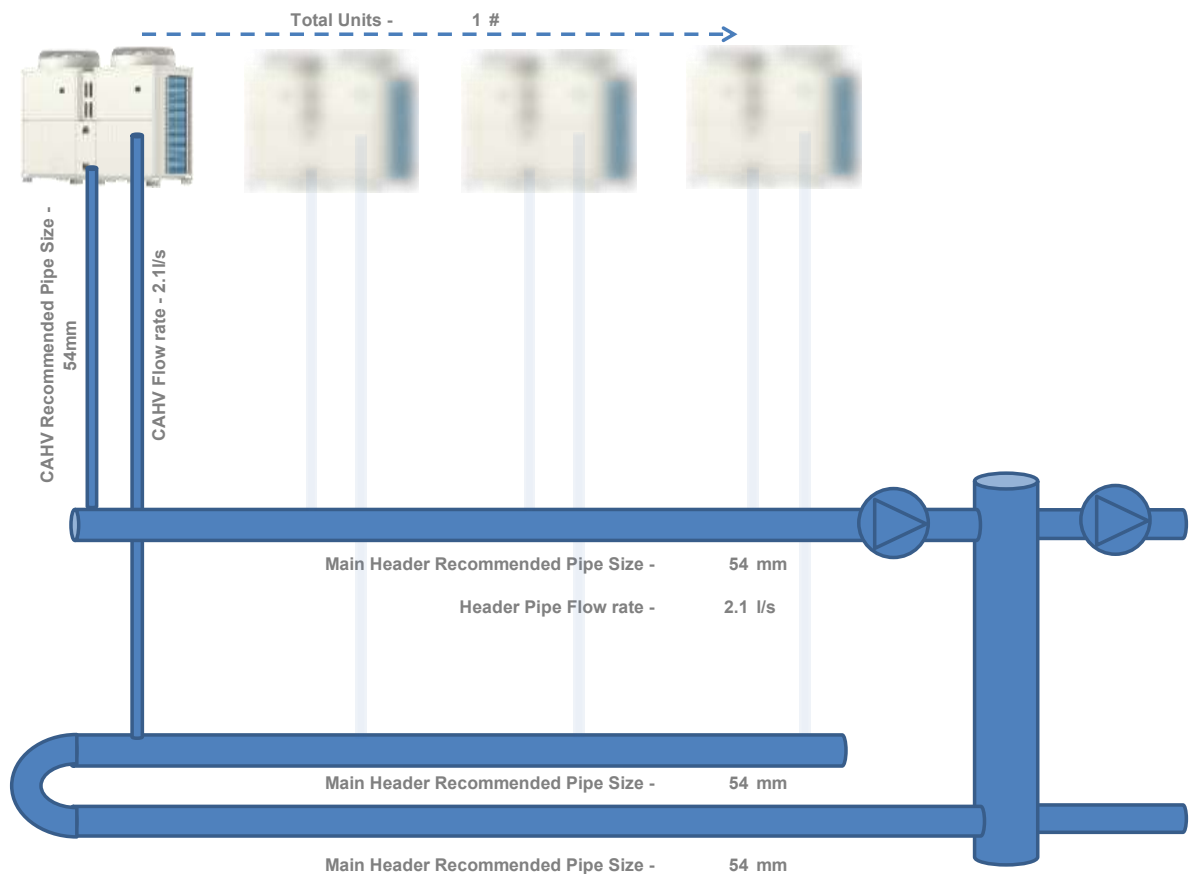 Total Units - 1 #
CAHV Recommended Pipe Size -
54mm
CAHV Flow rate - 2.1l/s
Main Header Recommended Pipe Size - 54 mm
Header Pipe Flow rate - 2.1 l/s
Main Header Recommended Pipe Size - 54 mm
Main Header Recommended Pipe Size - 54 mm